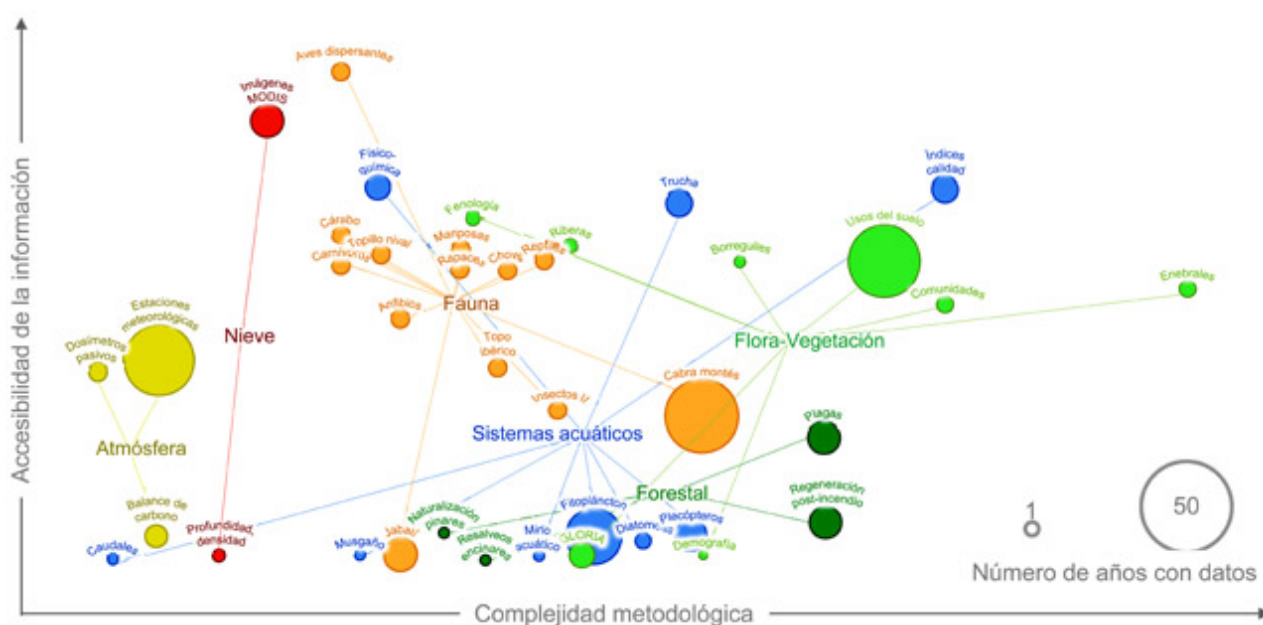 Accesibilidad de la información
Aves dispersantes
Imágenes
MODIS
Físico-
química
Trucha
Índices
calidad
Fenología
Riberas
Usos del suelo
Cárabo
Topillo nival
Carnívoros
Mariposas
Rapaces
Chova
Reptiles
Borreguiles
Enebrales
Comunidades
Anfibios
Fauna
Estaciones
meteorológicas
Nieve
Dosímetros
pasivos
Flora-Vegetación
Topo
ibérico
Cabra montés
Insectos
Plagas
Sistemas acuáticos
Atmósfera
Forestal
Regeneración
post-incendio
50
1
Balance de
carbono
Profundidad,
densidad
Naturalización
pinares
Fitopláncton
Plecópteros
Caudales
Musgaño
Jabalí
Resalveos
encinares
Mirlo
acuático
GLORIA
Diatomeas
Demografía
Número de años con datos
Complejidad metodológica